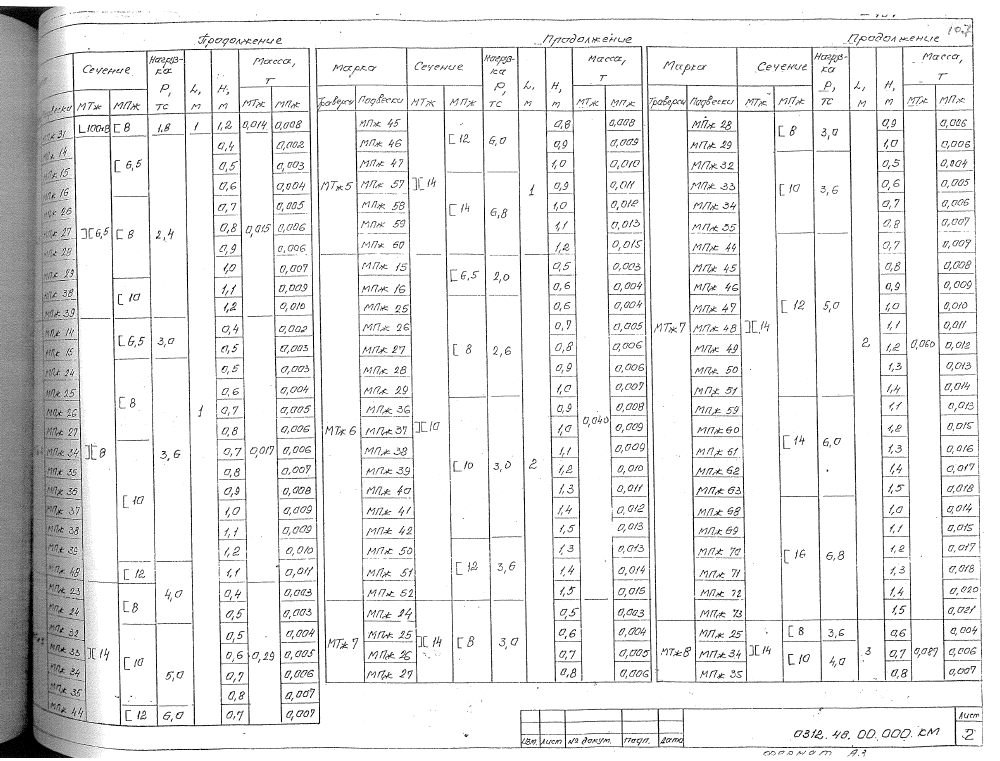 107
Продолжение
Сечение Нагруз-ка Р, тс L, м H, м Масса, т
Подвески МТж МПж МТж МПж
МПж 31 L100×8 [8 1,8 1 1,2 0,014 0,008
МПж 14 0,4 0,002
МПж 15 [6,5 0,5 0,003
МПж 16 0,6 0,004
МПж 26 0,7 0,005
МПж 27 ][6,5 [8 2,4 0,8 0,015 0,006
МПж 28 0,9 0,006
МПж 29 1,0 0,007
МПж 38 [10 1,1 0,009
МПж 39 1,2 0,010
МПж 14 [6,5 3,0 0,4 0,002
МПж 15 0,5 0,003
МПж 24 0,5 0,003
МПж 25 [8 0,6 0,004
МПж 26 1 0,7 0,005
МПж 27 0,8 0,006
МПж 34 ][8 3,6 0,7 0,017 0,006
МПж 35 0,8 0,007
МПж 36 [10 0,9 0,008
МПж 37 1,0 0,009
МПж 38 1,1 0,009
МПж 39 1,2 0,010
МПж 48 [12 1,1 0,011
МПж 23 [8 4,0 0,4 0,003
МПж 24 0,5 0,003
МПж 32 0,5 0,004
МПж 33 ][14 [10 0,6 0,29 0,005
МПж 34 5,0 0,7 0,006
МПж 35 0,8 0,007
МПж 44 [12 6,0 0,7 0,007
Продолжение
Марка Сечение Нагруз-ка Р, тс L, м H, м Масса, т
Траверсы Подвески МТж МПж МТж МПж
МПж 45 0,8 0,008
МПж 46 [12 6,0 0,9 0,009
МПж 47 1,0 0,010
МТж 5 МПж 57 ][14 1 0,9 0,011
МПж 58 [14 6,8 1,0 0,012
МПж 59 1,1 0,013
МПж 60 1,2 0,015
МПж 15 [6,5 2,0 0,5 0,003
МПж 16 0,6 0,004
МПж 25 0,6 0,004
МПж 26 0,7 0,005
МПж 27 [8 2,6 0,8 0,006
МПж 28 0,9 0,006
МПж 29 1,0 0,007
МПж 36 0,9 0,008
МТж 6 МПж 37 ][10 1,0 0,040 0,009
МПж 38 1,1 0,009
МПж 39 [10 3,0 2 1,2 0,010
МПж 40 1,3 0,011
МПж 41 1,4 0,012
МПж 42 1,5 0,013
МПж 50 1,3 0,013
МПж 51 [12 3,6 1,4 0,014
МПж 52 1,5 0,015
МПж 24 0,5 0,003
МТж 7 МПж 25 ][14 [8 3,0 0,6 0,004
МПж 26 0,7 0,005
МПж 27 0,8 0,006
Продолжение
Марка Сечение Нагруз-ка Р, тс L, м H, м Масса, т
Траверсы Подвески МТж МПж МТж МПж
МПж 28 [8 3,0 0,9 0,006
МПж 29 1,0 0,006
МПж 32 0,5 0,004
МПж 33 [10 3,6 0,6 0,005
МПж 34 0,7 0,006
МПж 35 0,8 0,007
МПж 44 0,7 0,007
МПж 45 0,8 0,008
МПж 46 0,9 0,009
МПж 47 [12 5,0 1,0 0,010
МТж 7 МПж 48 ][14 1,1 0,011
МПж 49 2 1,2 0,060 0,012
МПж 50 1,3 0,013
МПж 51 1,4 0,014
МПж 59 1,1 0,013
МПж 60 1,2 0,015
МПж 61 [14 6,0 1,3 0,016
МПж 62 1,4 0,017
МПж 63 1,5 0,018
МПж 68 1,0 0,014
МПж 69 1,1 0,015
МПж 70 [16 6,8 1,2 0,017
МПж 71 1,3 0,018
МПж 72 1,4 0,020
МПж 73 1,5 0,021
МПж 25 [8 3,6 0,6 0,004
МТж 8 МПж 34 ][14 [10 4,0 3 0,7 0,087 0,006
МПж 35 0,8 0,007
Изм. Лист № докум. Подп. Дата
0312. 48. 00. 000. КМ
Лист
2
формат А3